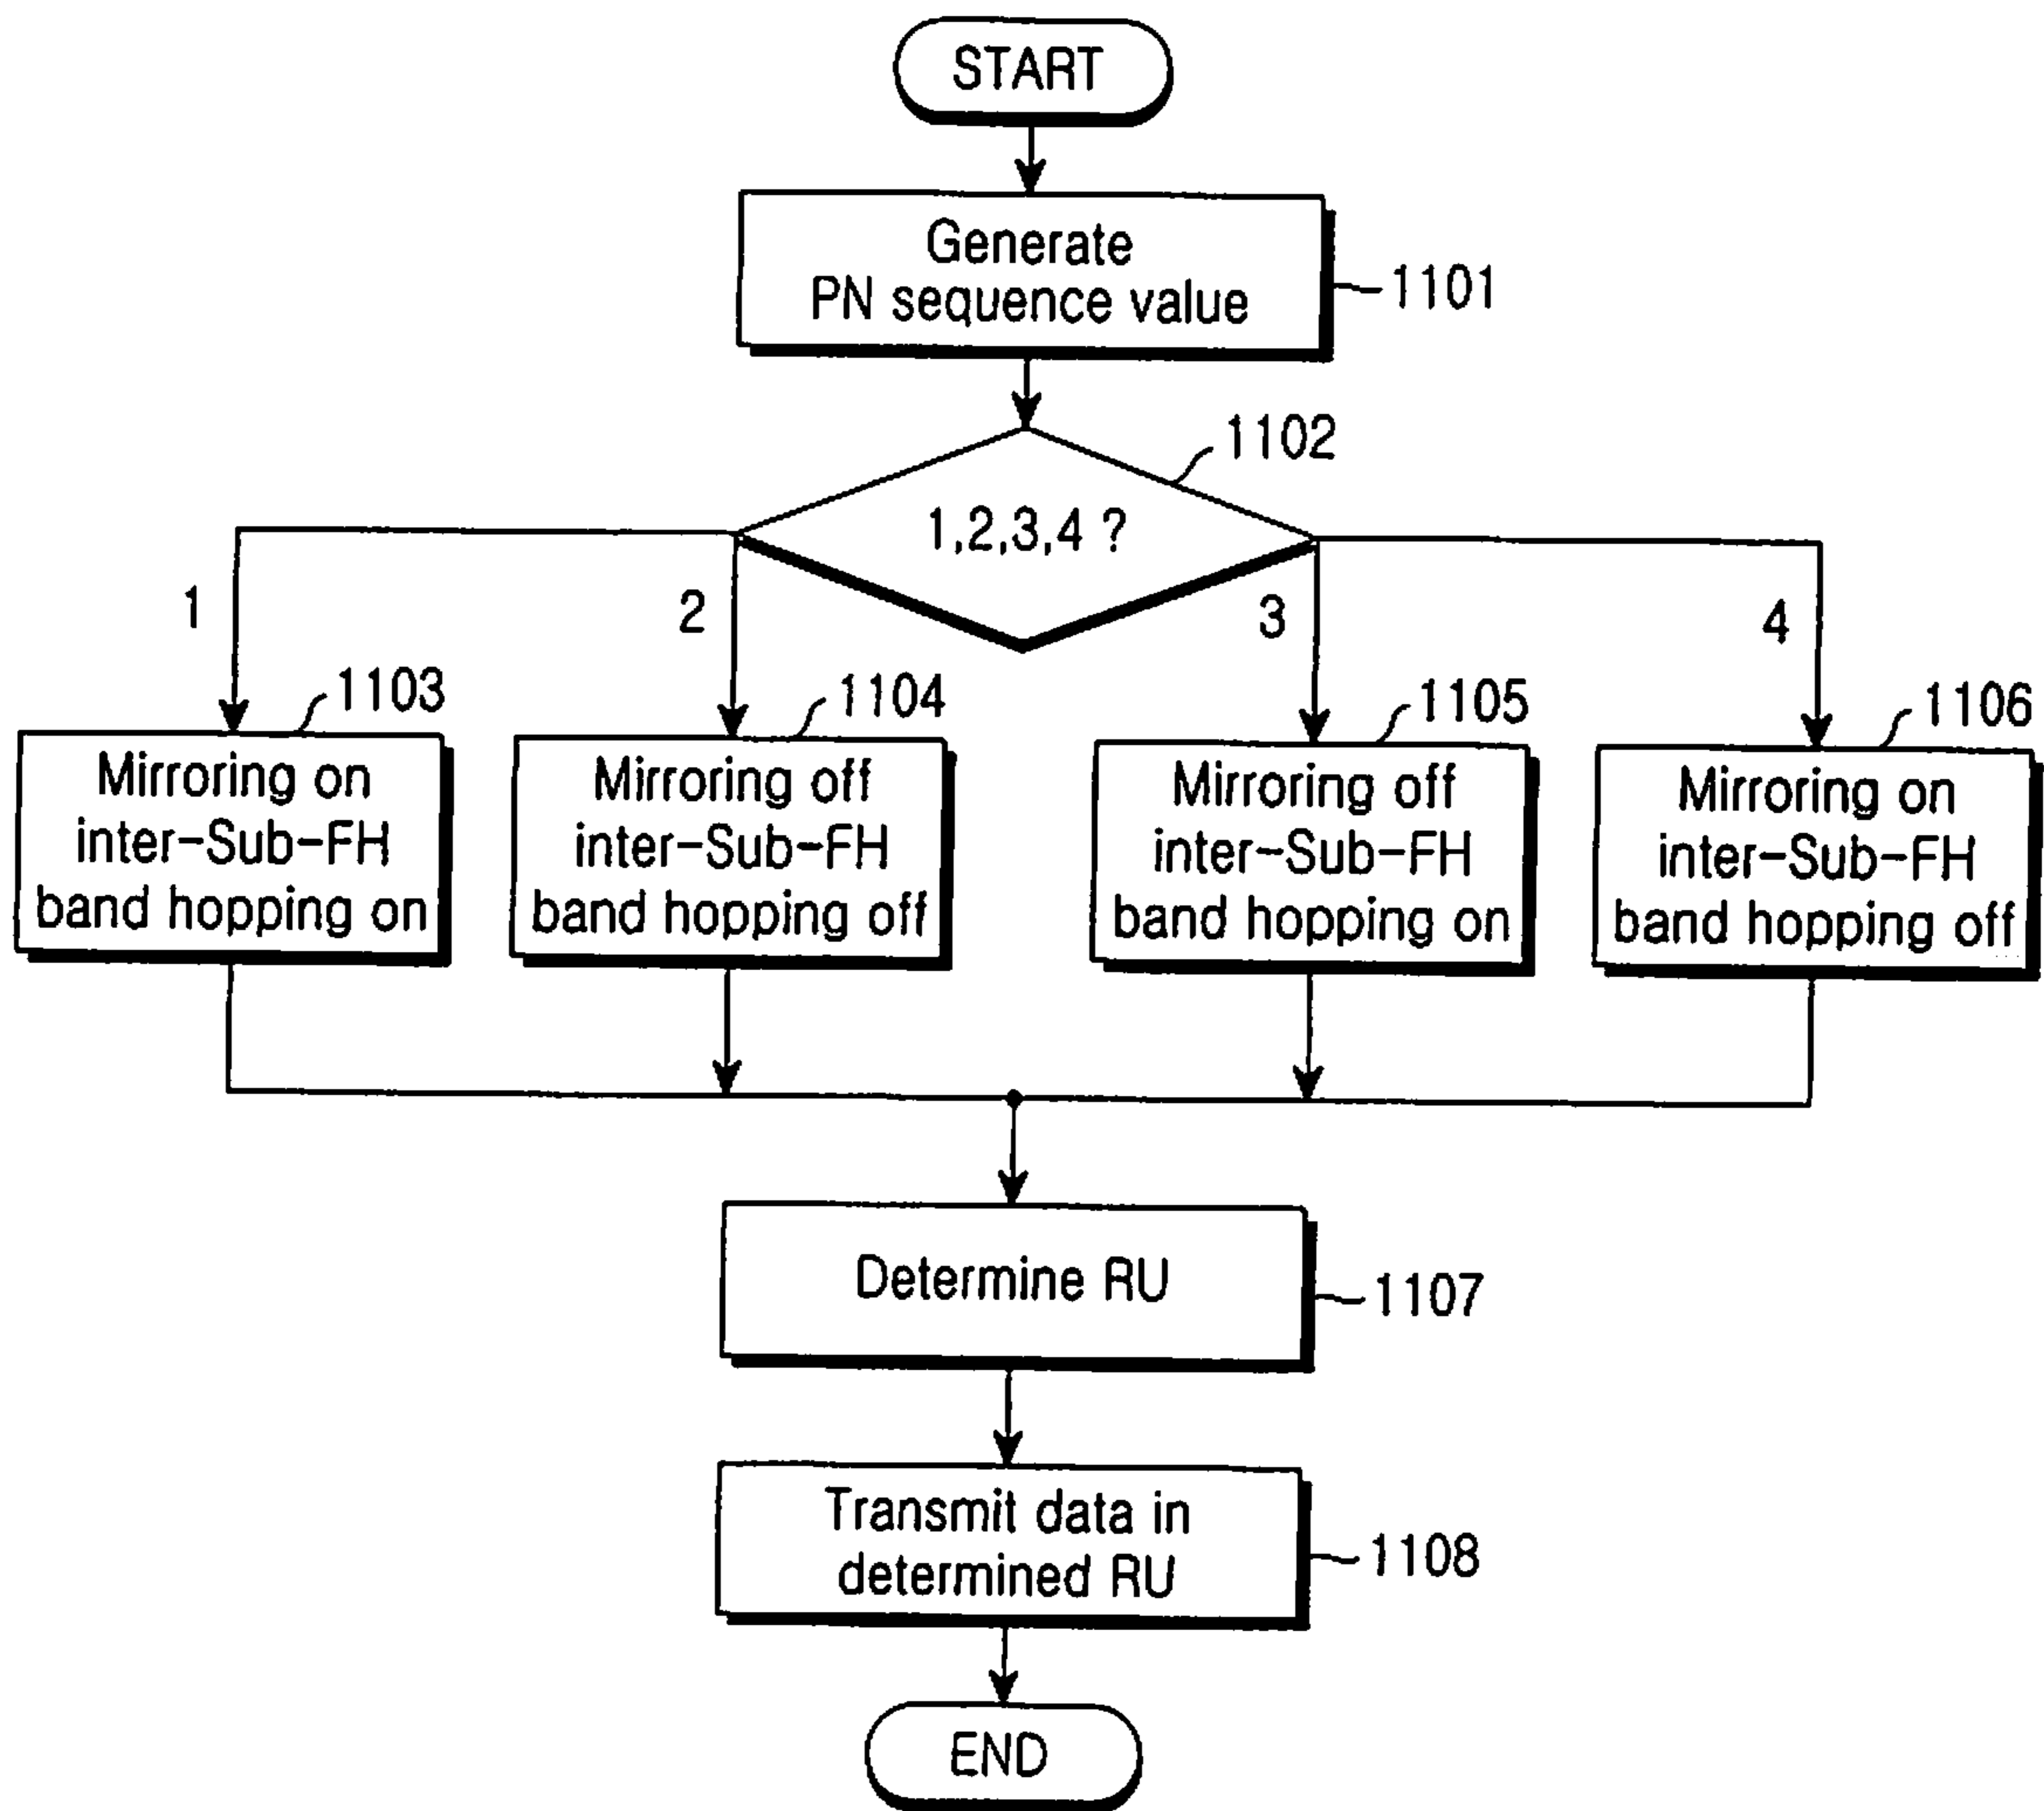 START
Generate
PN sequence value
1101
1102
1,2,3,4 ?
1
2
3
4
1103
1104
1105
1106
Mirroring on
inter-Sub-FH
band hopping on
Mirroring off
inter-Sub-FH
band hopping off
Mirroring off
inter-Sub-FH
band hopping on
Mirroring on
inter-Sub-FH
band hopping off
Determine RU
1107
Transmit data in
determined RU
1108
END